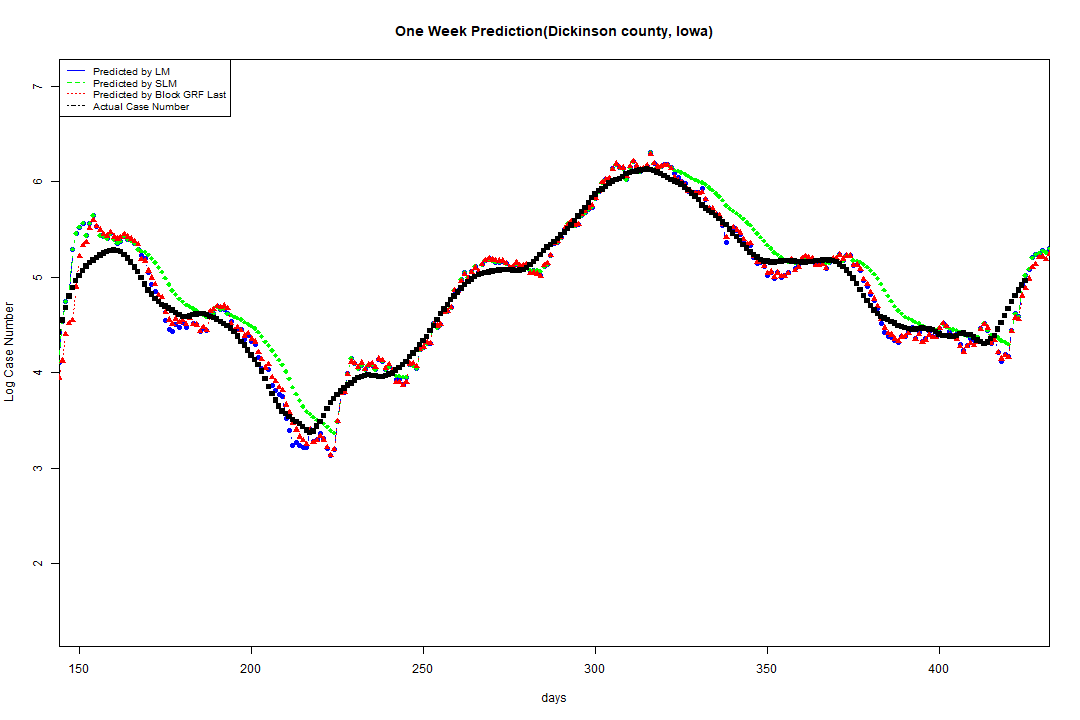 One Week Prediction(Dickinson county, Iowa)
Predicted by LM
Predicted by SLM
Predicted by Block GRF Last
Actual Case Number
7
6
5
4
3
2
Log Case Number
150 200 250 300 350 400
days